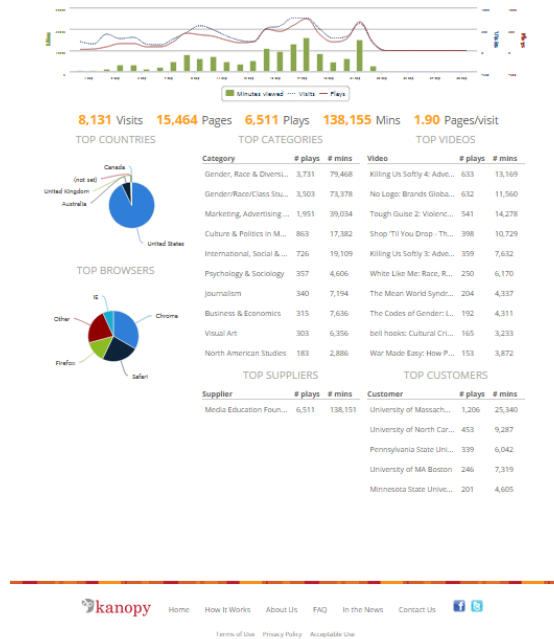 Minutes viewed Visits Plays
8,131 Visits 15,464 Pages 6,511 Plays 138,155 Mins 1.90 Pages/visit
TOP COUNTRIES
Canada
(not set)
United Kingdom
Australia
United States
TOP BROWSERS
IE
Other
Chrome
Firefox
Safari
TOP CATEGORIES
Category # plays # mins
Gender, Race & Diversi... 3,731 79,468
Gender/Race/Class Stu... 3,503 73,378
Marketing, Advertising ... 1,951 39,034
Culture & Politics in M... 863 17,382
International, Social & ... 726 19,109
Psychology & Sociology 357 4,606
Journalism 340 7,194
Business & Economics 315 7,636
Visual Art 303 6,356
North American Studies 183 2,886
TOP VIDEOS
Video # plays # mins
Killing Us Softly 4: Adve... 633 13,169
No Logo: Brands Globa... 632 11,560
Tough Guise 2: Violenc... 541 14,278
Shop 'Til You Drop - Th... 398 10,729
Killing Us Softly 3: Adve... 359 7,632
White Like Me: Race, R... 250 6,170
The Mean World Syndr... 204 4,337
The Codes of Gender: I... 192 4,311
bell hooks: Cultural Cri... 165 3,233
War Made Easy: How P... 153 3,872
TOP SUPPLIERS
Supplier # plays # mins
Media Education Foun... 6,511 138,151
TOP CUSTOMERS
Customer # plays # mins
University of Massach... 1,206 25,340
University of North Car... 453 9,287
Pennsylvania State Uni... 339 6,042
University of MA Boston 246 7,319
Minnesota State Unive... 201 4,605
kanopy Home How It Works About Us FAQ In the News Contact Us
Terms of Use Privacy Policy Acceptable Use